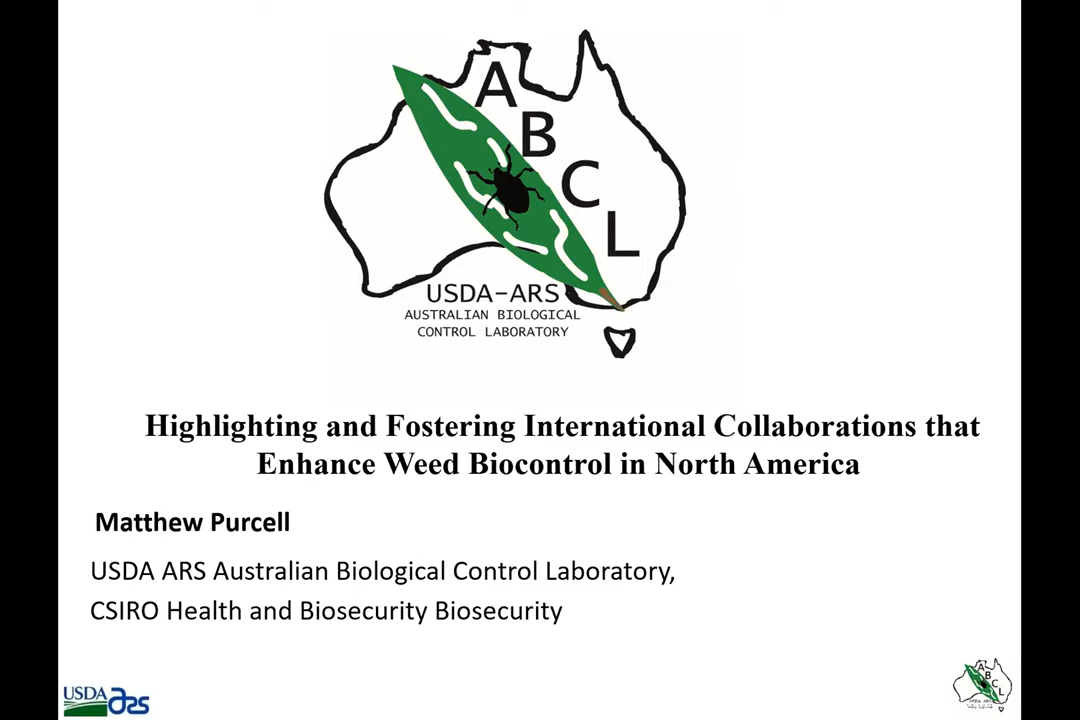 A
B
C
L
USDA-ARS
AUSTRALIAN BIOLOGICAL
CONTROL LABORATORY
Highlighting and Fostering International Collaborations that
Enhance Weed Biocontrol in North America
Matthew Purcell
USDA ARS Australian Biological Control Laboratory,
CSIRO Health and Biosecurity Biosecurity
USDA ars
A
B
C
L